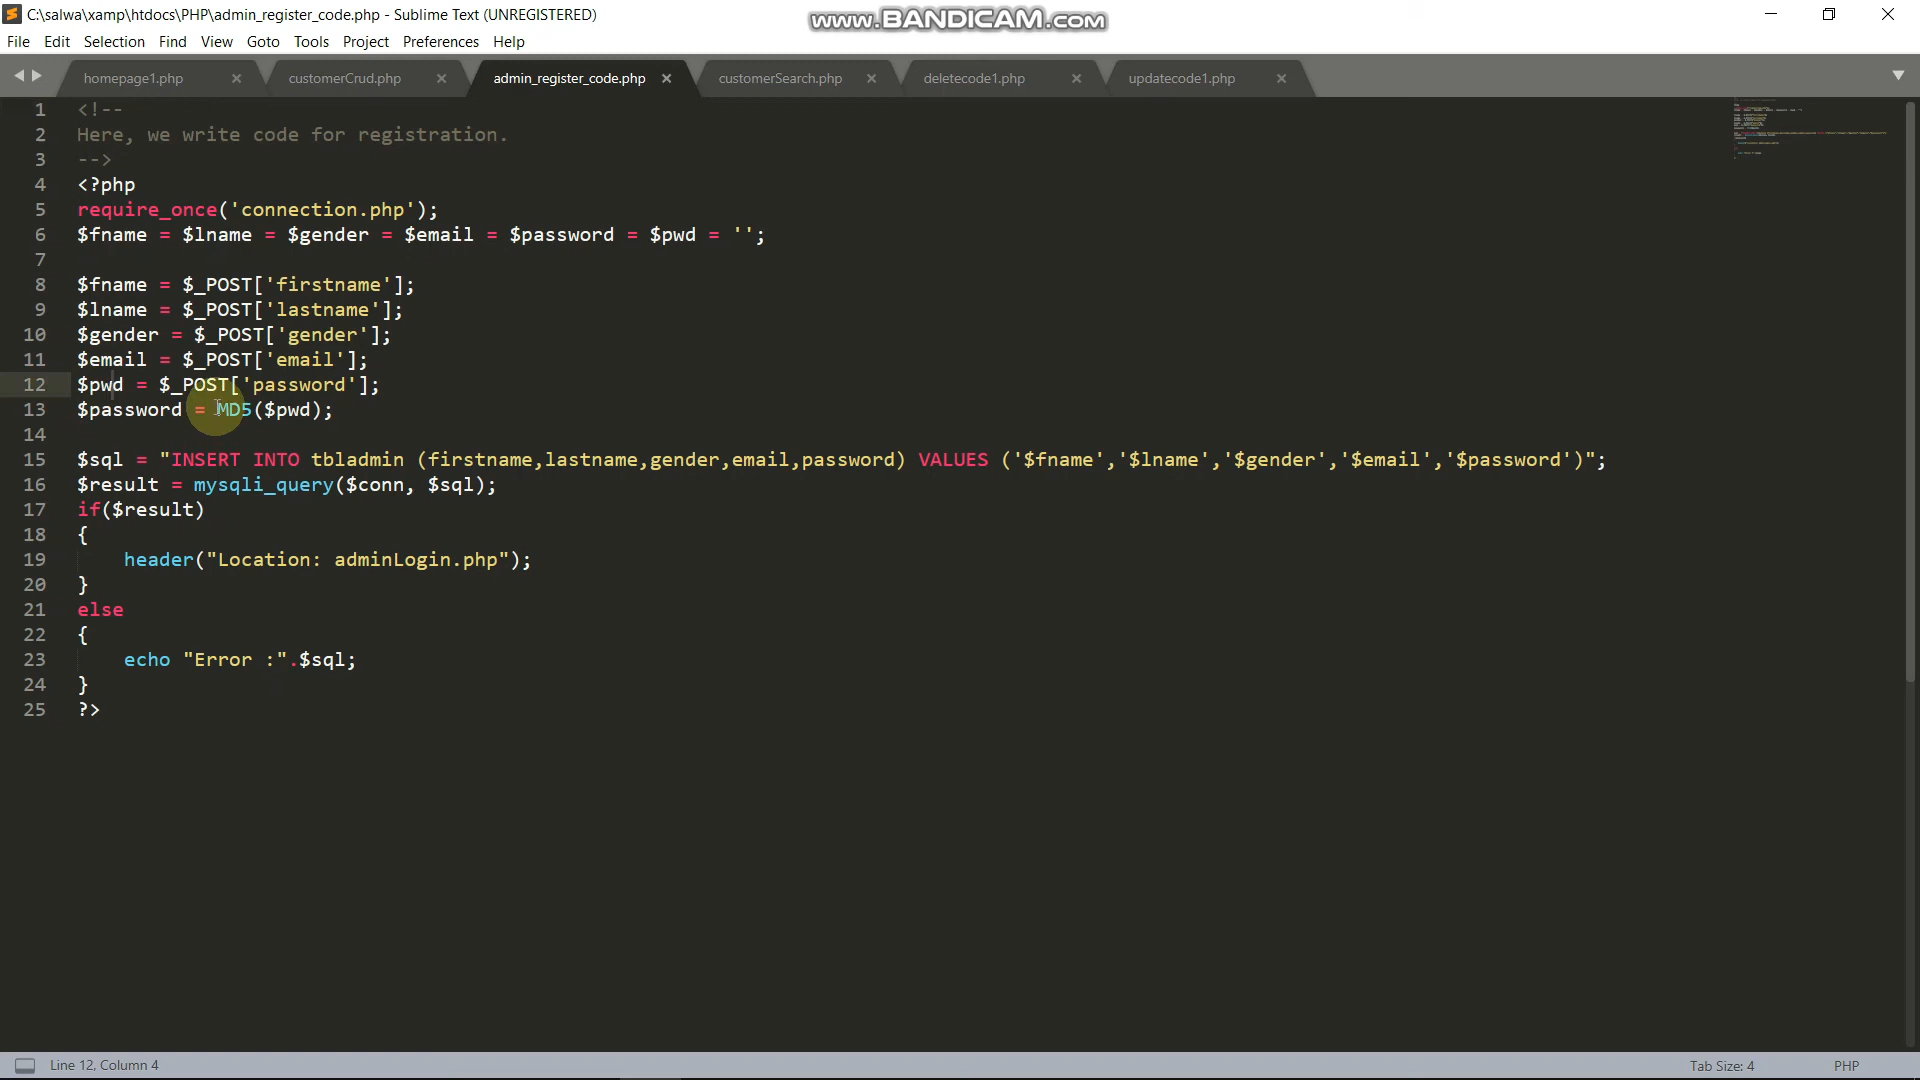 C:\salwa\xamp\htdocs\PHP\admin_register_code.php - Sublime Text (UNREGISTERED)
www.BANDICAM.com
File Edit Selection Find View Goto Tools Project Preferences Help
homepage1.php customerCrud.php admin_register_code.php customerSearch.php deletecode1.php updatecode1.php
1 <!--
2 Here, we write code for registration.
3 -->
4 <?php
5 require_once('connection.php');
6 $fname = $lname = $gender = $email = $password = $pwd = '';
7
8 $fname = $_POST['firstname'];
9 $lname = $_POST['lastname'];
10 $gender = $_POST['gender'];
11 $email = $_POST['email'];
12 $pwd = $_POST['password'];
13 $password = MD5($pwd);
14
15 $sql = "INSERT INTO tbladmin (firstname,lastname,gender,email,password) VALUES ('$fname','$lname','$gender','$email','$password')";
16 $result = mysqli_query($conn, $sql);
17 if($result)
18 {
19 header("Location: adminLogin.php");
20 }
21 else
22 {
23 echo "Error :".$sql;
24 }
25 ?>
Line 12, Column 4 Tab Size: 4 PHP